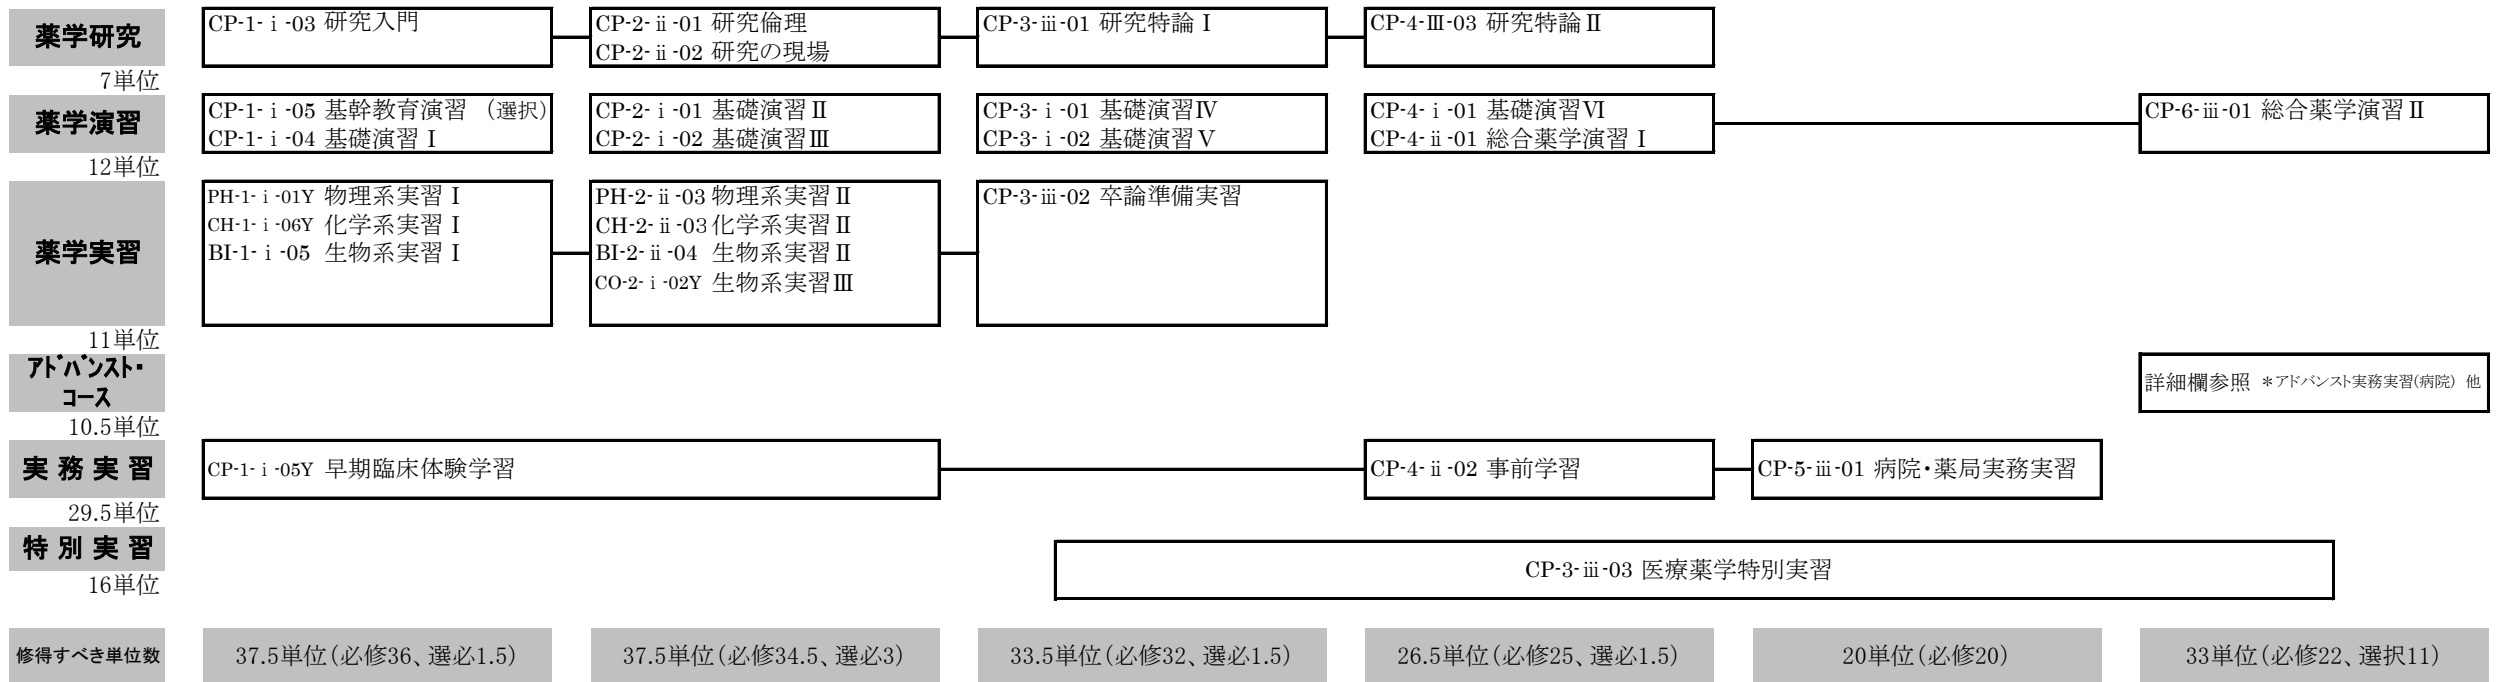 薬学研究
7単位
CP-1-ⅰ-03 研究入門
CP-2-ⅱ-01 研究倫理
CP-2-ⅱ-02 研究の現場
CP-3-ⅲ-01 研究特論Ⅰ
CP-4-Ⅲ-03 研究特論Ⅱ
薬学演習
12単位
CP-1-ⅰ-05 基幹教育演習 （選択）
CP-1-ⅰ-04 基礎演習Ⅰ
CP-2-ⅰ-01 基礎演習Ⅱ
CP-2-ⅰ-02 基礎演習Ⅲ
CP-3-ⅰ-01 基礎演習Ⅳ
CP-3-ⅰ-02 基礎演習Ⅴ
CP-4-ⅰ-01 基礎演習Ⅵ
CP-4-ⅱ-01 総合薬学演習Ⅰ
CP-6-ⅲ-01 総合薬学演習Ⅱ
薬学実習
11単位
PH-1-ⅰ-01Y 物理系実習Ⅰ
CH-1-ⅰ-06Y 化学系実習Ⅰ
BI-1-ⅰ-05 生物系実習Ⅰ
PH-2-ⅱ-03 物理系実習Ⅱ
CH-2-ⅱ-03 化学系実習Ⅱ
BI-2-ⅱ-04 生物系実習Ⅱ
CO-2-ⅰ-02Y 生物系実習Ⅲ
CP-3-ⅲ-02 卒論準備実習
アドバンスト・
コース
10.5単位
詳細欄参照 ＊アドバンスト実務実習(病院) 他
実務実習
29.5単位
CP-1-ⅰ-05Y 早期臨床体験学習
CP-4-ⅱ-02 事前学習
CP-5-ⅲ-01 病院・薬局実務実習
特別実習
16単位
CP-3-ⅲ-03 医療薬学特別実習
修得すべき単位数
37.5単位（必修36、選必1.5）
37.5単位（必修34.5、選必3）
33.5単位（必修32、選必1.5）
26.5単位（必修25、選必1.5）
20単位（必修20）
33単位（必修22、選択11）